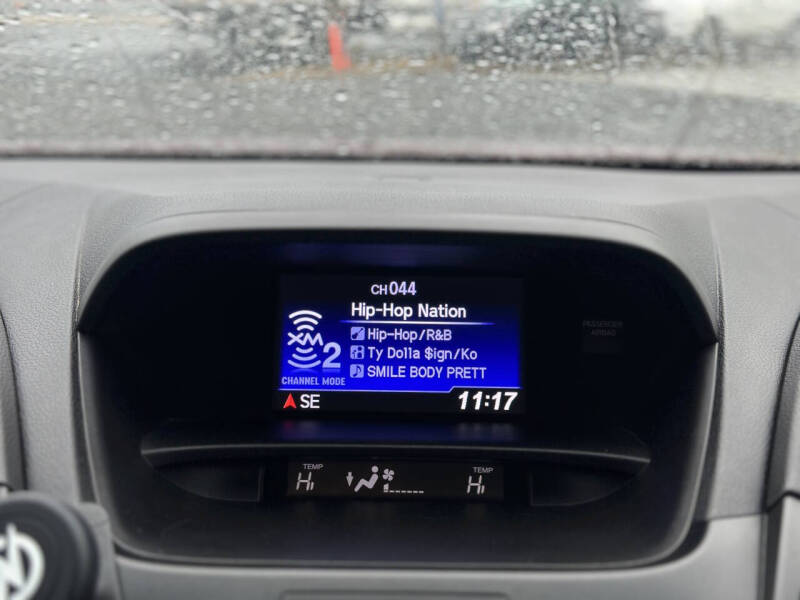 CH 044
Hip-Hop Nation
XM 2
Hip-Hop/R&B
Ty Dolla $ign/Ko
SMILE BODY PRETT
CHANNEL MODE
SE
11:17
PASSENGER
AIRBAG
TEMP
Hi
TEMP
Hi